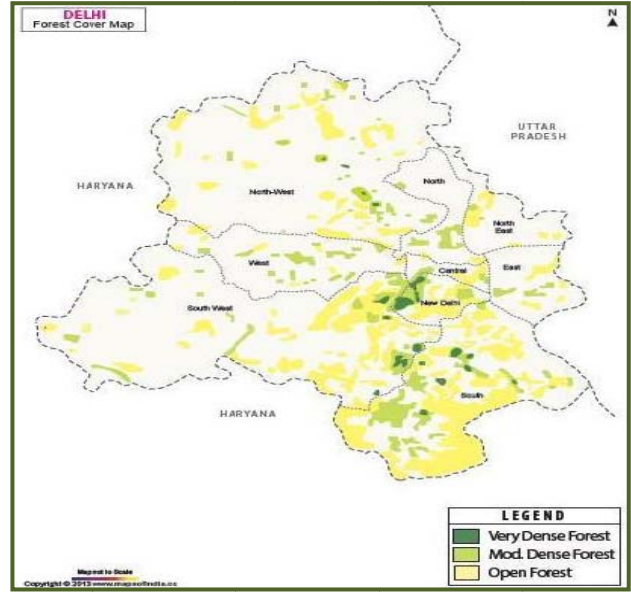 DELHI
Forest Cover Map
N
UTTAR
PRADESH
HARYANA
North-West
North
North
East
West
Central
East
New Delhi
South West
South
HARYANA
LEGEND
Very Dense Forest
Mod. Dense Forest
Open Forest
Map not to Scale
Copyright © 2013 www.mapsofindia.co